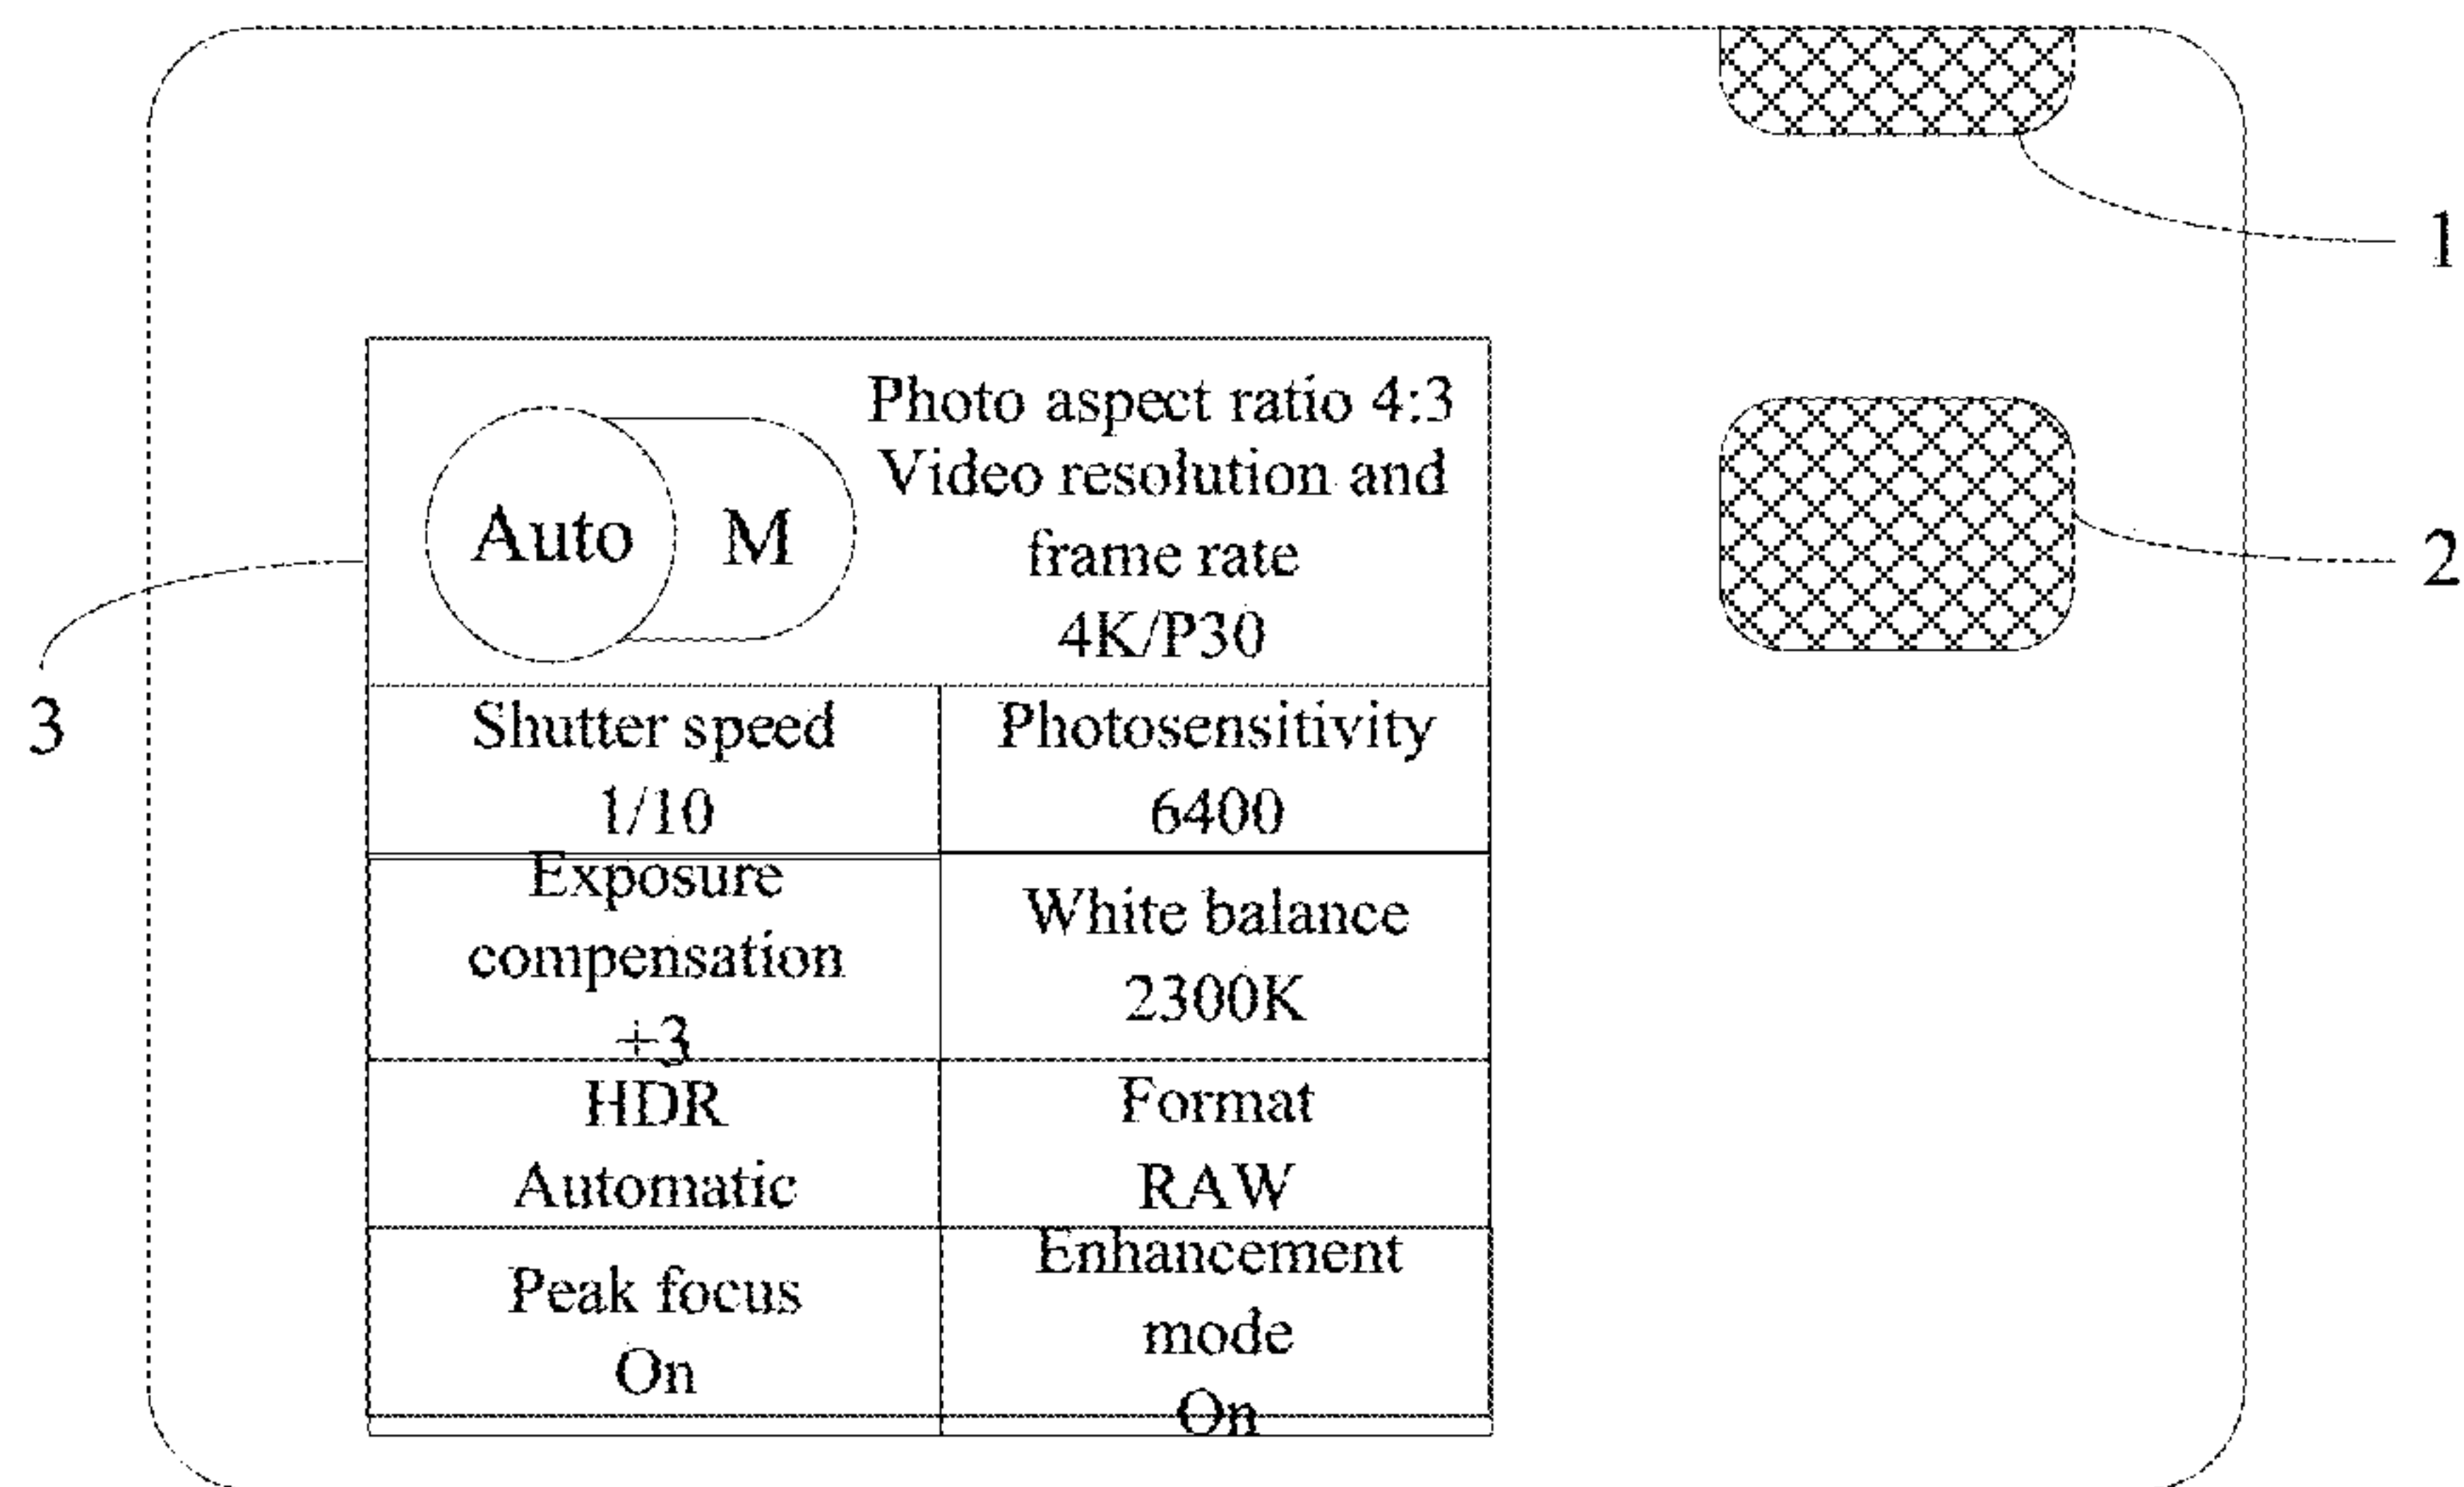 1
Auto M
Photo aspect ratio 4:3
Video resolution and
frame rate
4K/P30
2
3
Shutter speed
1/10
Photosensitivity
6400
Exposure
compensation
+3
White balance
2300K
HDR
Automatic
Format
RAW
Peak focus
On
Enhancement
mode
On